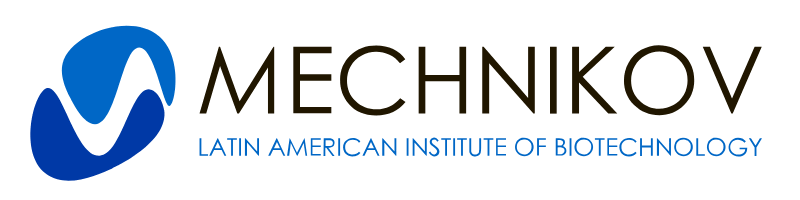 MECHNIKOV
LATIN AMERICAN INSTITUTE OF BIOTECHNOLOGY